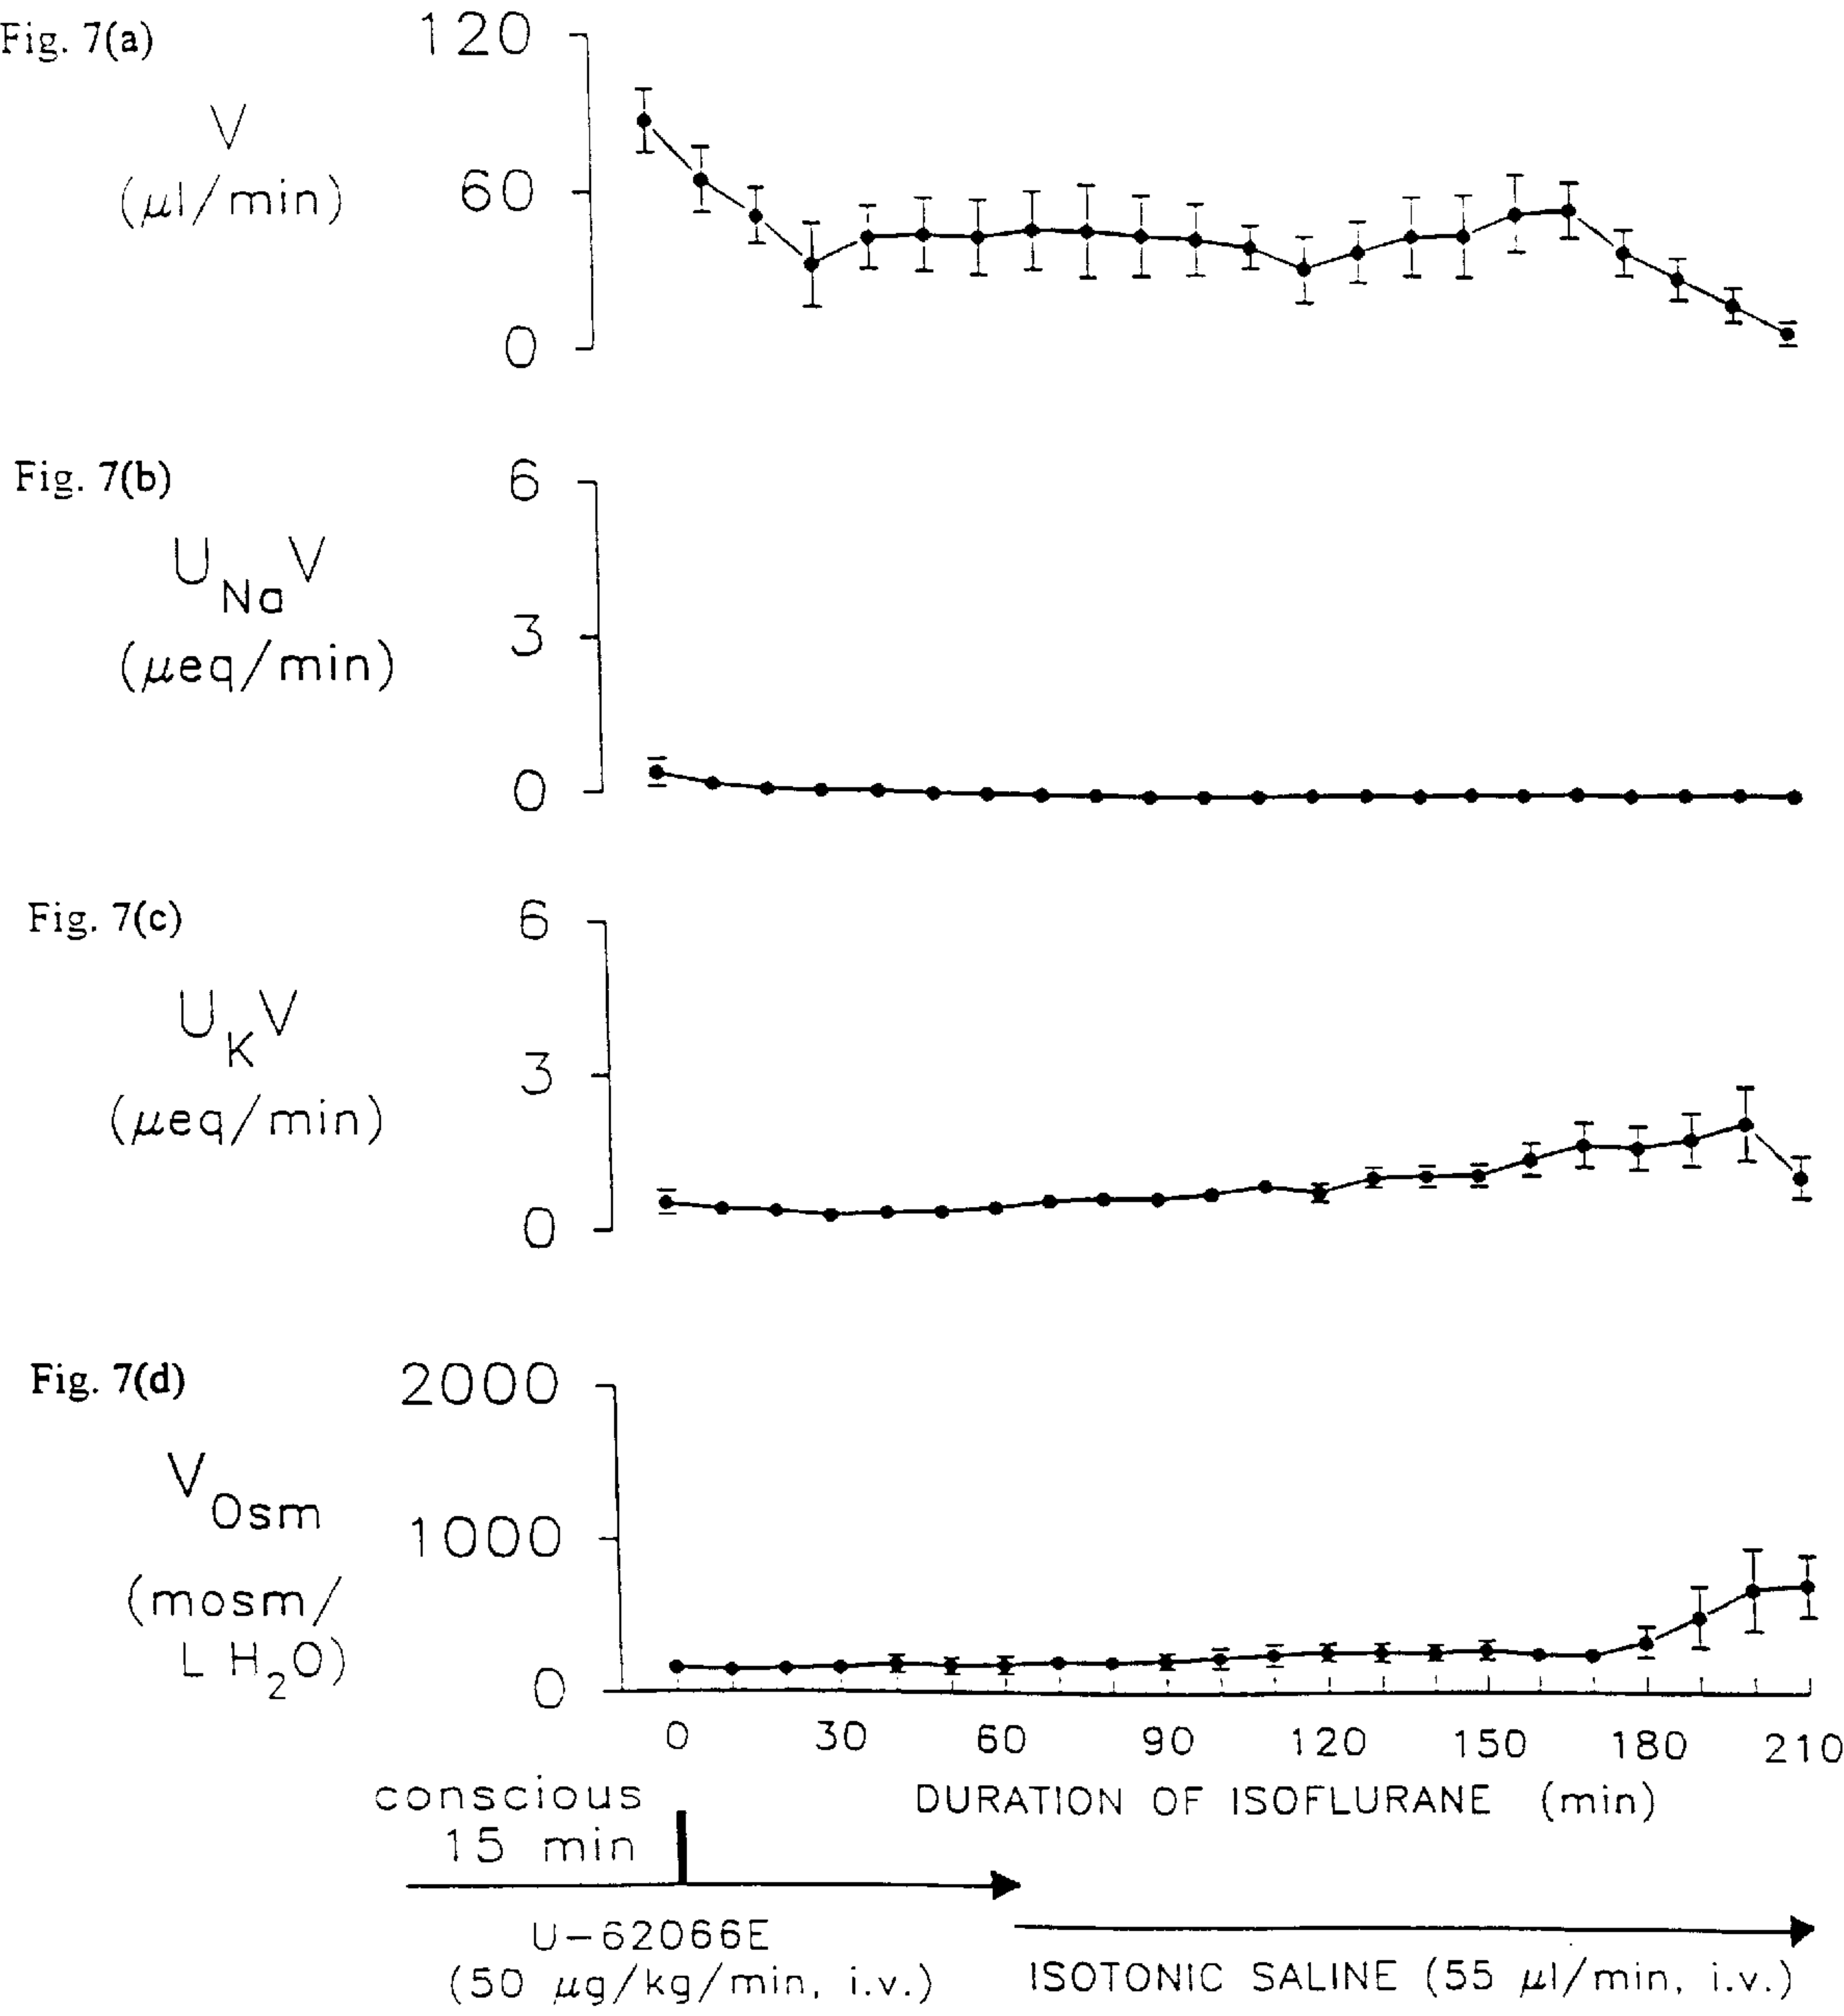 Fig. 7(a)
120
V
(μl/min)
60
0
Fig. 7(b)
6
U_Na V
3
(μeq/min)
0
Fig. 7(c)
6
U_K V
3
(μeq/min)
0
Fig. 7(d)
2000
V_Osm
1000
(mosm/
L H₂O)
0
0 30 60 90 120 150 180 210
conscious
15 min
DURATION OF ISOFLURANE (min)
U-62066E
(50 μg/kg/min, i.v.)
ISOTONIC SALINE (55 μl/min, i.v.)